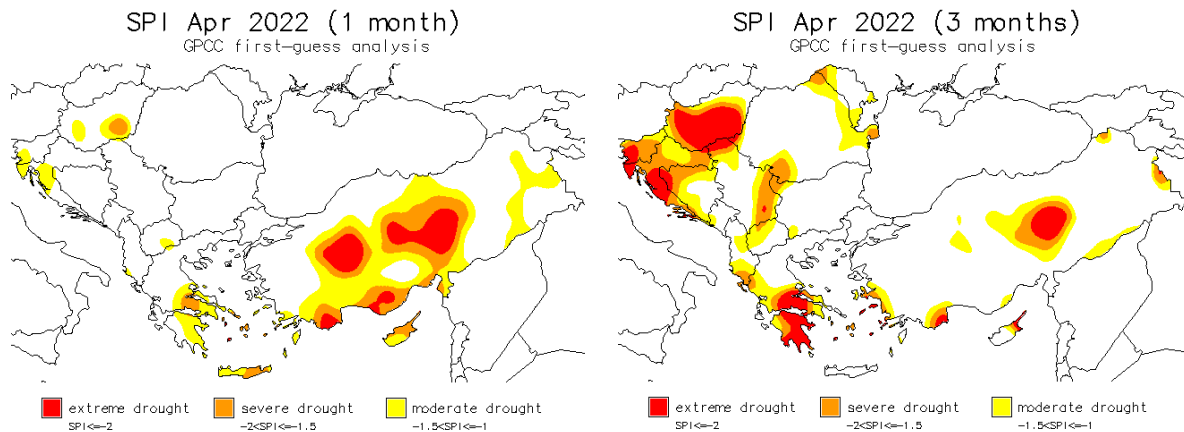 SPI Apr 2022 (1 month)
GPCC first-guess analysis
extreme drought
SPI<=-2
severe drought
-2<SPI<=-1.5
moderate drought
-1.5<SPI<=-1
SPI Apr 2022 (3 months)
GPCC first-guess analysis
extreme drought
SPI<=-2
severe drought
-2<SPI<=-1.5
moderate drought
-1.5<SPI<=-1